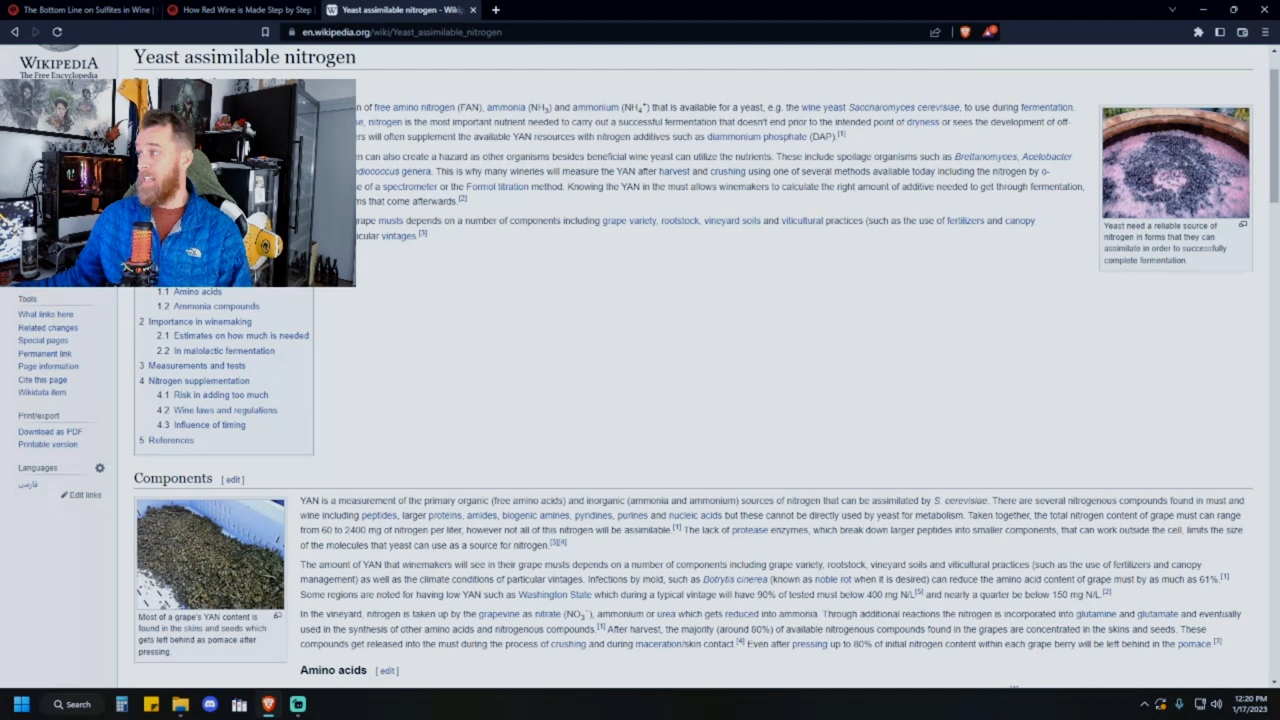 The Bottom Line on Sulfites in Wine |
How Red Wine is Made Step by Step |
Yeast assimilable nitrogen - Wikip
en.wikipedia.org/wiki/Yeast_assimilable_nitrogen
WIKIPEDIA
The Free Encyclopedia
Yeast assimilable nitrogen
n of free amino nitrogen (FAN), ammonia (NH₃) and ammonium (NH₄⁺) that is available for a yeast, e.g. the wine yeast Saccharomyces cerevisiae, to use during fermentation.
e, nitrogen is the most important nutrient needed to carry out a successful fermentation that doesn't end prior to the intended point of dryness or sees the development of off-
rs will often supplement the available YAN resources with nitrogen additives such as diammonium phosphate (DAP).[1]
en can also create a hazard as other organisms besides beneficial wine yeast can utilize the nutrients. These include spoilage organisms such as Brettanomyces, Acetobacter
ediococcus genera. This is why many wineries will measure the YAN after harvest and crushing using one of several methods available today including the nitrogen by o-
se of a spectrometer or the Formol titration method. Knowing the YAN in the must allows winemakers to calculate the right amount of additive needed to get through fermentation,
ms that come afterwards.[2]
rape musts depends on a number of components including grape variety, rootstock, vineyard soils and viticultural practices (such as the use of fertilizers and canopy
icular vintages.[3]
Yeast need a reliable source of
nitrogen in forms that they can
assimilate in order to successfully
complete fermentation.
1.1 Amino acids
1.2 Ammonia compounds
2 Importance in winemaking
2.1 Estimates on how much is needed
2.2 In malolactic fermentation
3 Measurements and tests
4 Nitrogen supplementation
4.1 Risk in adding too much
4.2 Wine laws and regulations
4.3 Influence of timing
5 References
Tools
What links here
Related changes
Special pages
Permanent link
Page information
Cite this page
Wikidata item
Print/export
Download as PDF
Printable version
Languages
فارسی
Edit links
Components [ edit ]
YAN is a measurement of the primary organic (free amino acids) and inorganic (ammonia and ammonium) sources of nitrogen that can be assimilated by S. cerevisiae. There are several nitrogenous compounds found in must and
wine including peptides, larger proteins, amides, biogenic amines, pyridines, purines and nucleic acids but these cannot be directly used by yeast for metabolism. Taken together, the total nitrogen content of grape must can range
from 60 to 2400 mg of nitrogen per liter, however not all of this nitrogen will be assimilable.[1] The lack of protease enzymes, which break down larger peptides into smaller components, that can work outside the cell, limits the size
of the molecules that yeast can use as a source for nitrogen.[3][4]
The amount of YAN that winemakers will see in their grape musts depends on a number of components including grape variety, rootstock, vineyard soils and viticultural practices (such as the use of fertilizers and canopy
management) as well as the climate conditions of particular vintages. Infections by mold, such as Botrytis cinerea (known as noble rot when it is desired) can reduce the amino acid content of grape must by as much as 61%.[1]
Some regions are noted for having low YAN such as Washington State which during a typical vintage will have 90% of tested must below 400 mg N/L[5] and nearly a quarter be below 150 mg N/L.[2]
In the vineyard, nitrogen is taken up by the grapevine as nitrate (NO₃⁻), ammonium or urea which gets reduced into ammonia. Through additional reactions the nitrogen is incorporated into glutamine and glutamate and eventually
used in the synthesis of other amino acids and nitrogenous compounds.[1] After harvest, the majority (around 80%) of available nitrogenous compounds found in the grapes are concentrated in the skins and seeds. These
compounds get released into the must during the process of crushing and during maceration/skin contact.[4] Even after pressing up to 80% of initial nitrogen content within each grape berry will be left behind in the pomace.[3]
Most of a grape's YAN content is
found in the skins and seeds which
gets left behind as pomace after
pressing.
Amino acids [ edit ]
Search
12:20 PM
1/17/2023